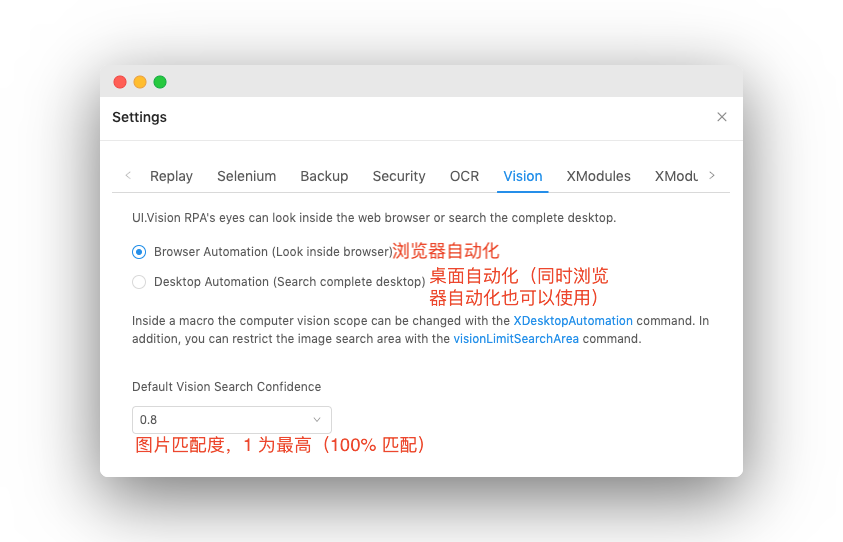 Settings
Replay Selenium Backup Security OCR Vision XModules XModu
UI.Vision RPA's eyes can look inside the web browser or search the complete desktop.
Browser Automation (Look inside browser)浏览器自动化
Desktop Automation (Search complete desktop) 桌面自动化（同时浏览
器自动化也可以使用）
Inside a macro the computer vision scope can be changed with the XDesktopAutomation command. In
addition, you can restrict the image search area with the visionLimitSearchArea command.
Default Vision Search Confidence
0.8
图片匹配度，1 为最高（100% 匹配）